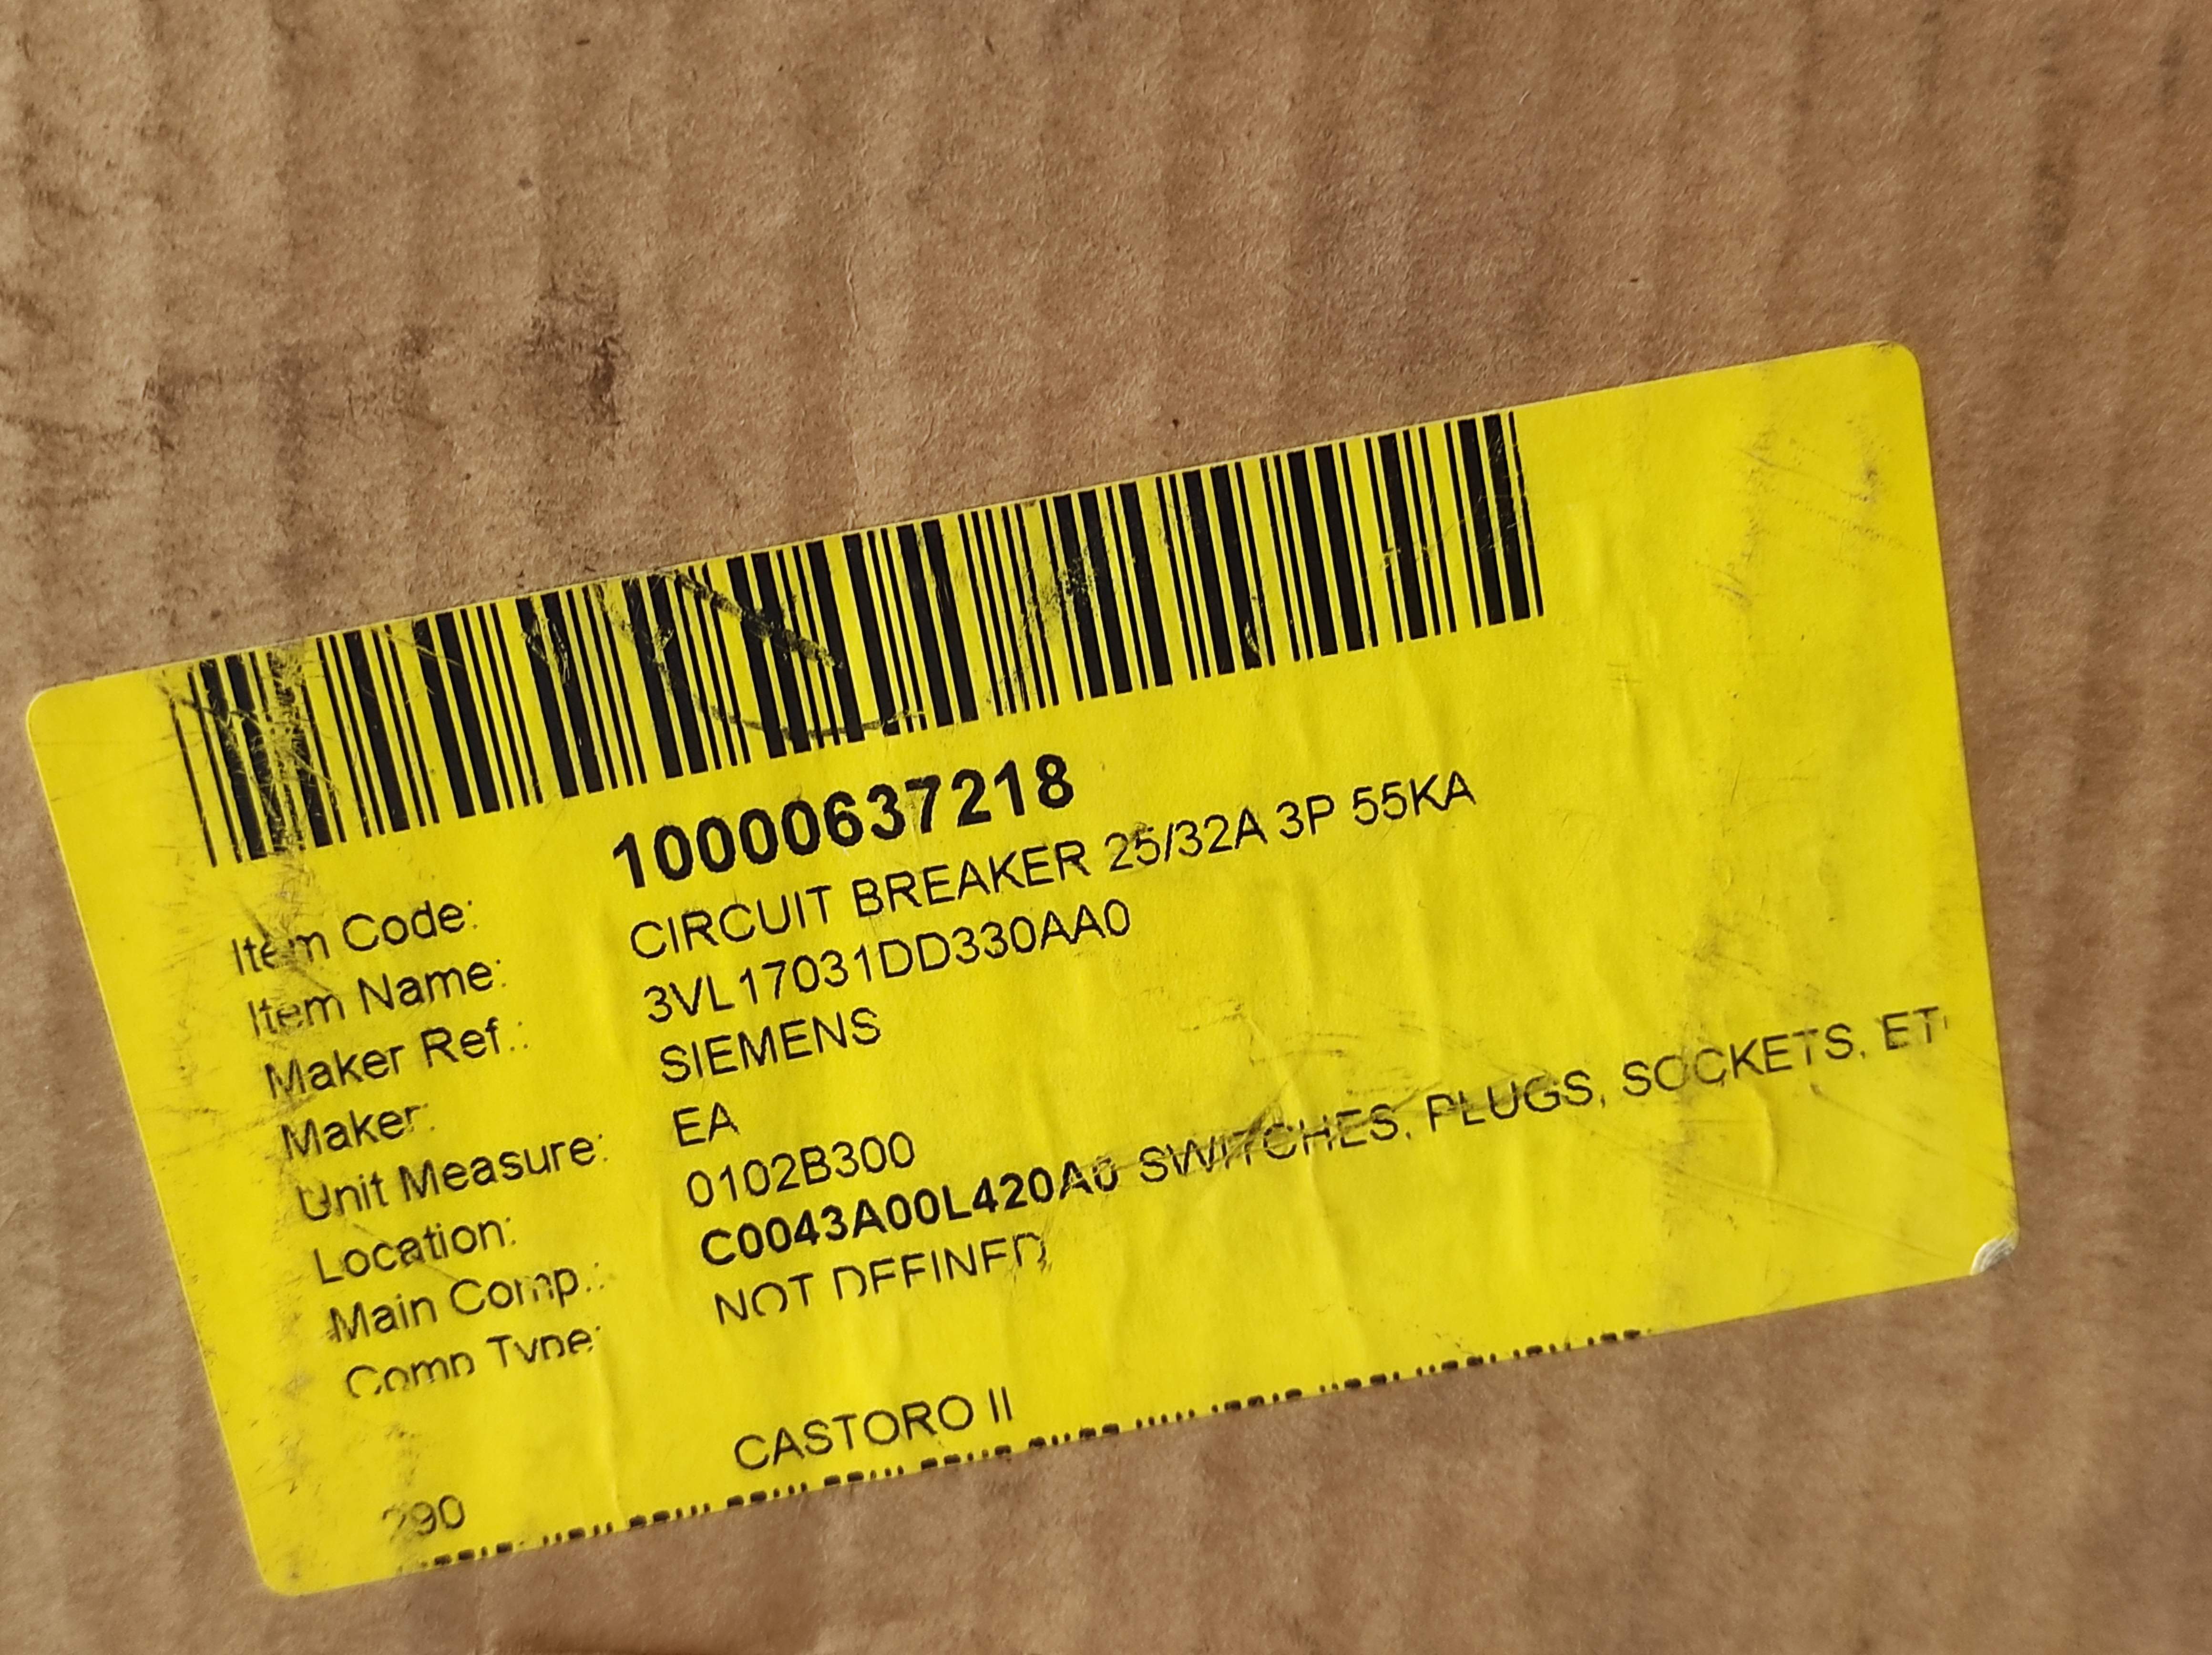 Item Code: 10000637218
Item Name: CIRCUIT BREAKER 25/32A 3P 55KA
Maker Ref.: 3VL17031DD330AA0
Maker: SIEMENS
Unit Measure: EA
Location: 0102B300
Main Comp.: C0043A00L420A0 SWITCHES, PLUGS, SOCKETS, ET
Comp Type: NOT DEFINED
CASTORO II
290